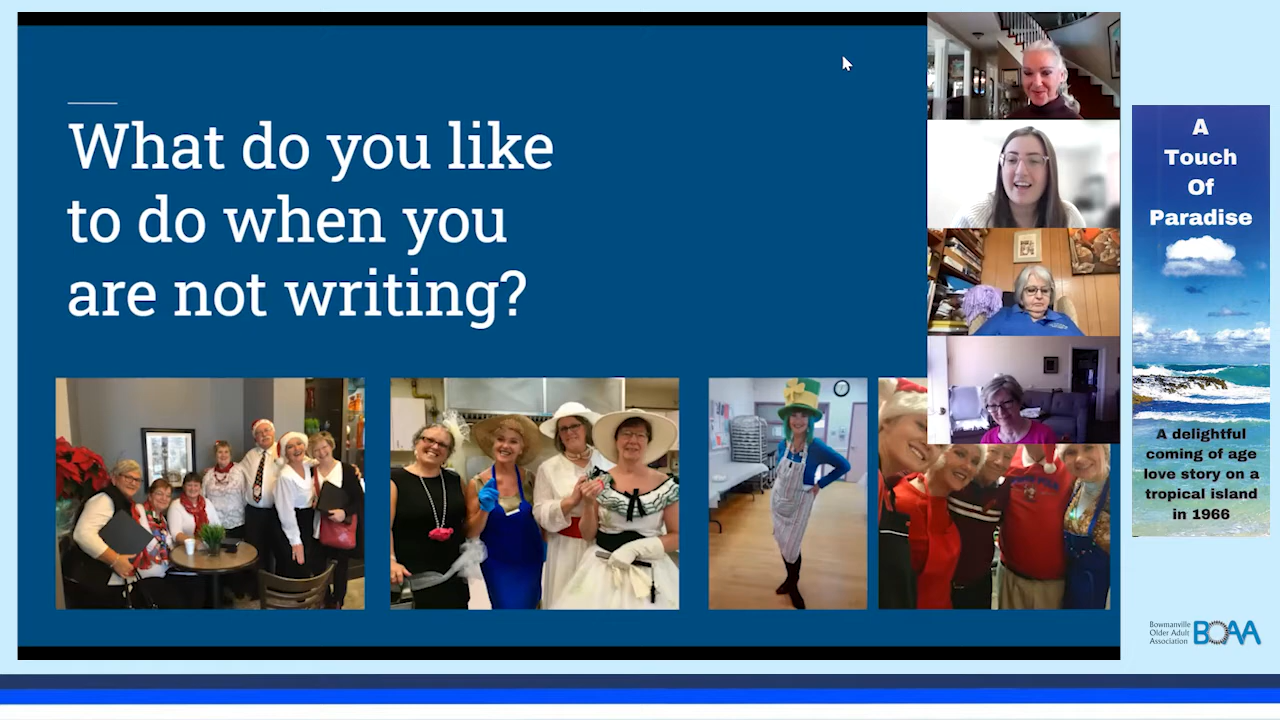 What do you like
to do when you
are not writing?
A
Touch
Of
Paradise
A delightful
coming of age
love story on a
tropical island
in 1966
Bowmanville
Older Adult
Association
BOAA